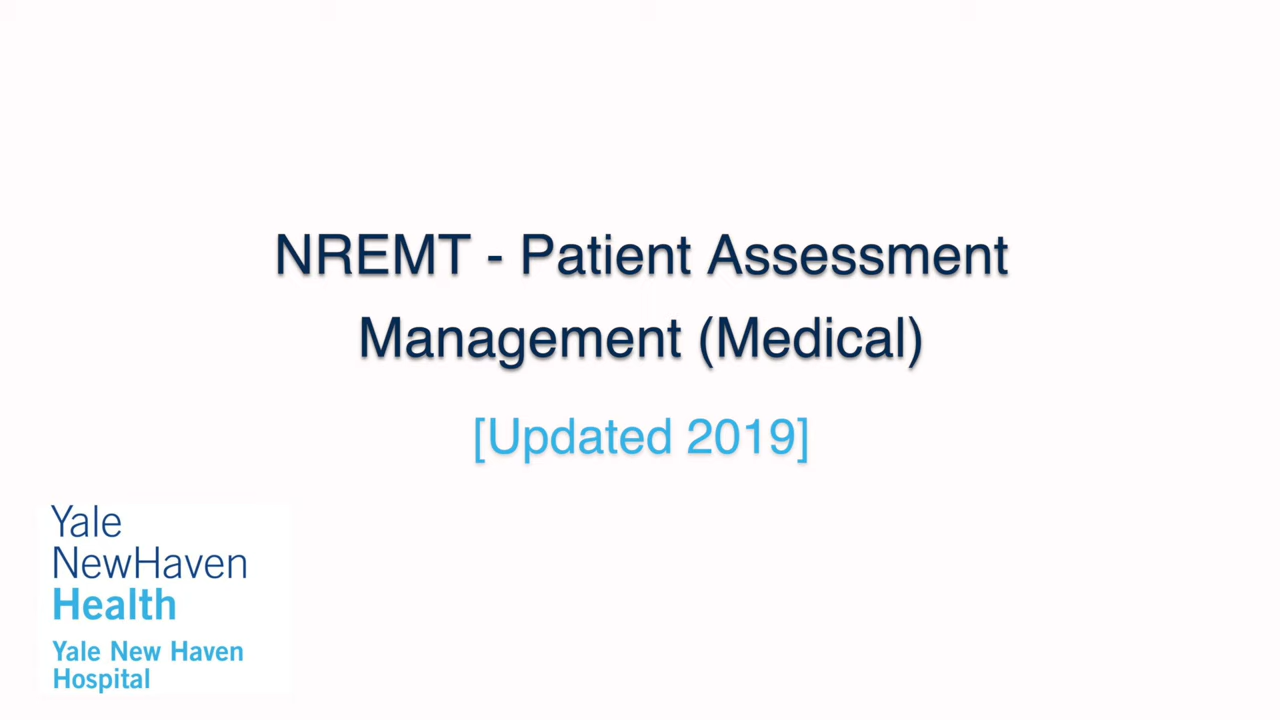 NREMT - Patient Assessment
Management (Medical)
[Updated 2019]
Yale
NewHaven
Health
Yale New Haven
Hospital